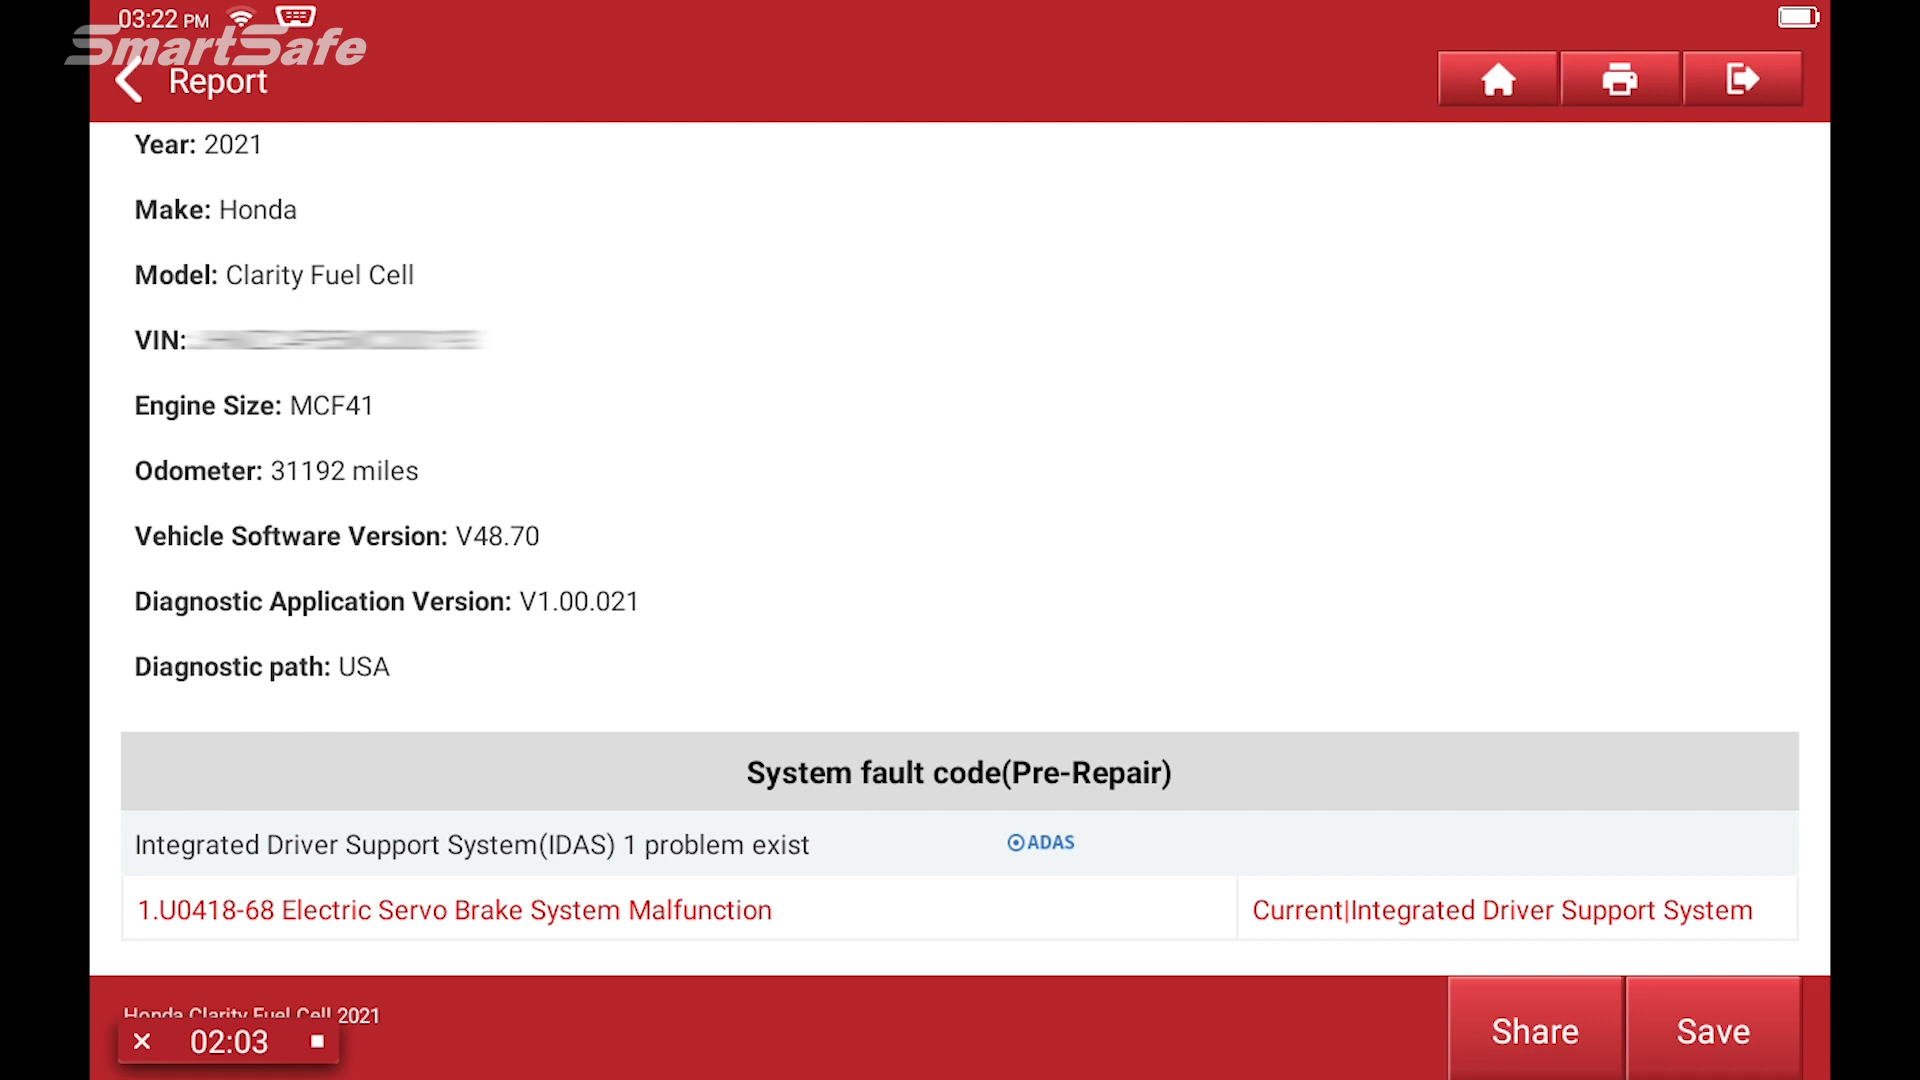 03:22 PM
SmartSafe
Report
Year: 2021
Make: Honda
Model: Clarity Fuel Cell
VIN:
Engine Size: MCF41
Odometer: 31192 miles
Vehicle Software Version: V48.70
Diagnostic Application Version: V1.00.021
Diagnostic path: USA
System fault code(Pre-Repair)
Integrated Driver Support System(IDAS) 1 problem exist
ADAS
1.U0418-68 Electric Servo Brake System Malfunction
Current|Integrated Driver Support System
Honda Clarity Fuel Cell 2021
02:03
Share
Save